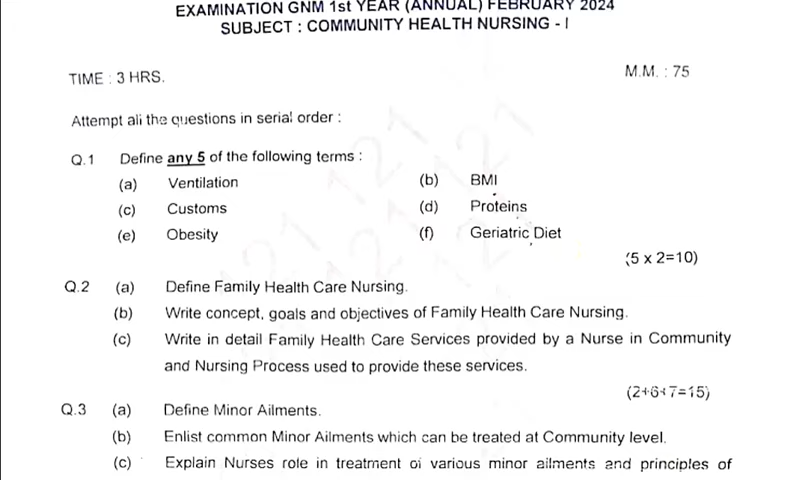 EXAMINATION GNM 1st YEAR (ANNUAL) FEBRUARY 2024
SUBJECT : COMMUNITY HEALTH NURSING - I
TIME : 3 HRS.
M.M. : 75
Attempt all the questions in serial order :
Q.1 Define any 5 of the following terms :
(a) Ventilation (b) BMI
(c) Customs (d) Proteins
(e) Obesity (f) Geriatric Diet
(5 x 2=10)
Q.2 (a) Define Family Health Care Nursing.
(b) Write concept, goals and objectives of Family Health Care Nursing.
(c) Write in detail Family Health Care Services provided by a Nurse in Community
and Nursing Process used to provide these services.
(2+6+7=15)
Q.3 (a) Define Minor Ailments.
(b) Enlist common Minor Ailments which can be treated at Community level.
(c) Explain Nurses role in treatment of various minor ailments and principles of